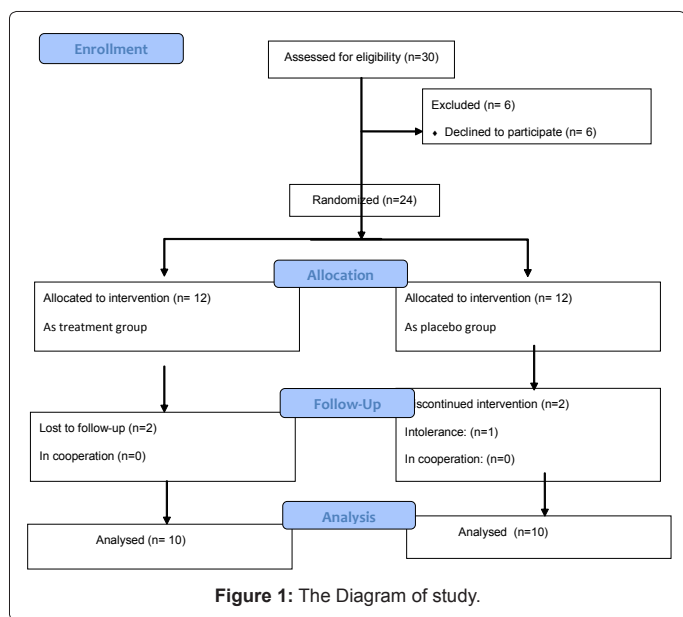 Enrollment
Assessed for eligibility (n=30)
Excluded (n= 6)
♦ Declined to participate (n= 6)
Randomized (n=24)
Allocation
Allocated to intervention (n= 12)
As treatment group
Allocated to intervention (n= 12)
As placebo group
Follow-Up
Lost to follow-up (n=2)
In cooperation (n=0)
iscontinued intervention (n=2)
Intolerance: (n=1)
In cooperation: (n=0)
Analysis
Analysed (n= 10)
Analysed (n=10)
Figure 1: The Diagram of study.